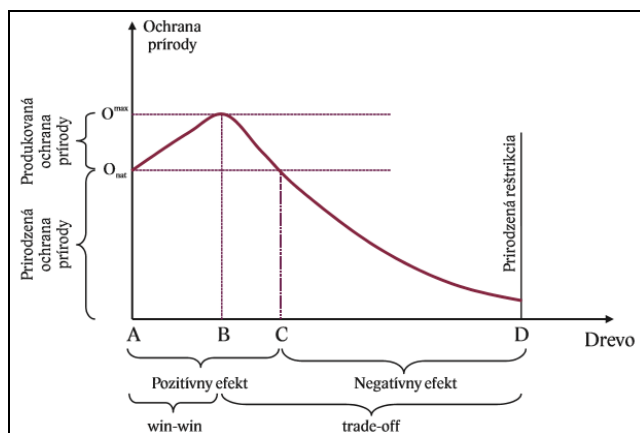 Ochrana
prírody
Produkovaná
ochrana
prírody
Prirodzená
ochrana
prírody
Omax
Onat
Prirodzená reštrikcia
A
B
C
D
Drevo
Pozitívny efekt
Negatívny efekt
win-win
trade-off